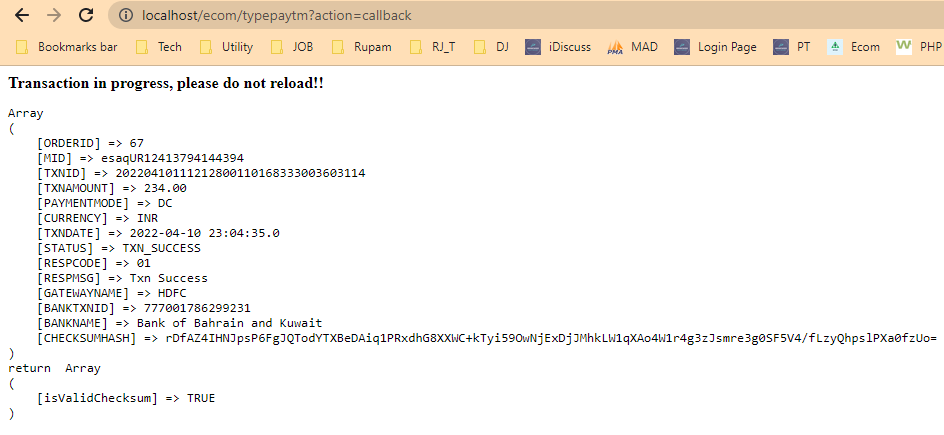 localhost/ecom/typepaytm?action=callback
Bookmarks bar Tech Utility JOB Rupam RJ_T DJ iDiscuss PMA MAD Login Page PT Ecom W PHP
Transaction in progress, please do not reload!!
Array
(
[ORDERID] => 67
[MID] => esaqUR12413794144394
[TXNID] => 20220410111212800110168333003603114
[TXNAMOUNT] => 234.00
[PAYMENTMODE] => DC
[CURRENCY] => INR
[TXNDATE] => 2022-04-10 23:04:35.0
[STATUS] => TXN_SUCCESS
[RESPCODE] => 01
[RESPMSG] => Txn Success
[GATEWAYNAME] => HDFC
[BANKTXNID] => 777001786299231
[BANKNAME] => Bank of Bahrain and Kuwait
[CHECKSUMHASH] => rDfAZ4IHNJpsP6FgJQTodYTXBeDAiq1PRxdhG8XXWC+kTyi59OwNjExDjJMhkLW1qXAo4W1r4g3zJsmre3g0SF5V4/fLzyQhpslPXa0fzUo=
)
return Array
(
[isValidChecksum] => TRUE
)